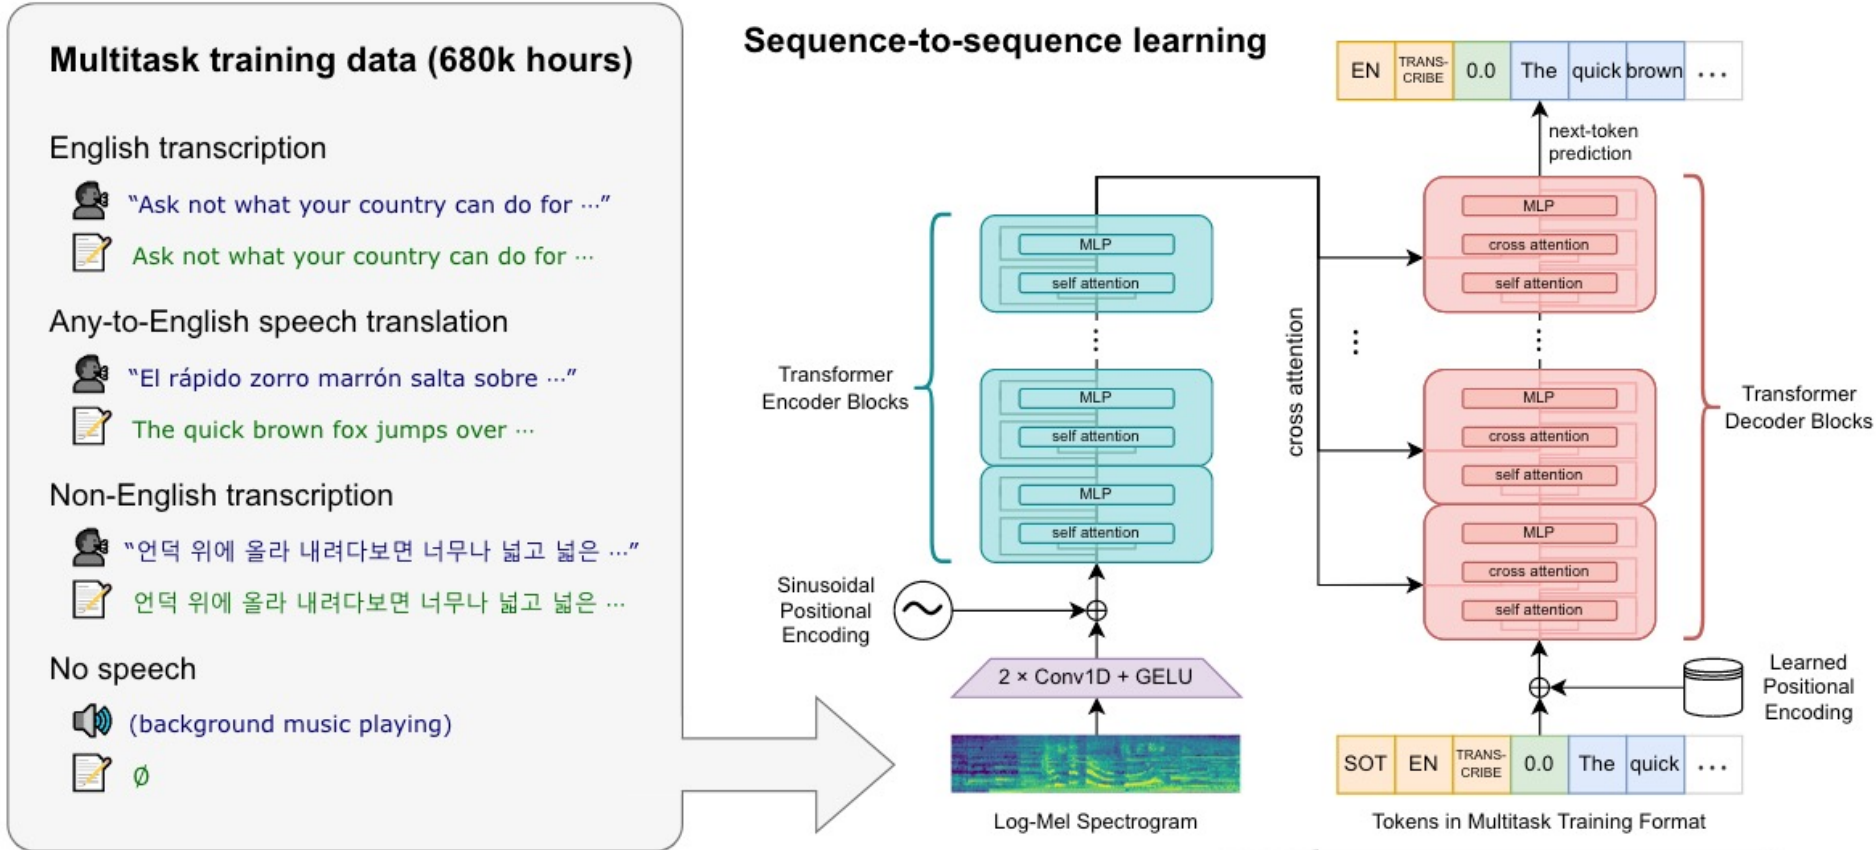 Multitask training data (680k hours)
English transcription
“Ask not what your country can do for ⋯”
Ask not what your country can do for ⋯
Any-to-English speech translation
“El rápido zorro marrón salta sobre ⋯”
The quick brown fox jumps over ⋯
Non-English transcription
“언덕 위에 올라 내려다보면 너무나 넓고 넓은 ⋯”
언덕 위에 올라 내려다보면 너무나 넓고 넓은 ⋯
No speech
(background music playing)
∅
Sequence-to-sequence learning
EN TRANS-CRIBE 0.0 The quick brown ⋯
next-token
prediction
Transformer
Encoder Blocks
MLP
self attention
⋮
MLP
self attention
MLP
self attention
Sinusoidal
Positional
Encoding
2 × Conv1D + GELU
Log-Mel Spectrogram
cross attention
⋮
MLP
cross attention
self attention
⋮
MLP
cross attention
self attention
MLP
cross attention
self attention
Transformer
Decoder Blocks
Learned
Positional
Encoding
SOT EN TRANS-CRIBE 0.0 The quick ⋯
Tokens in Multitask Training Format